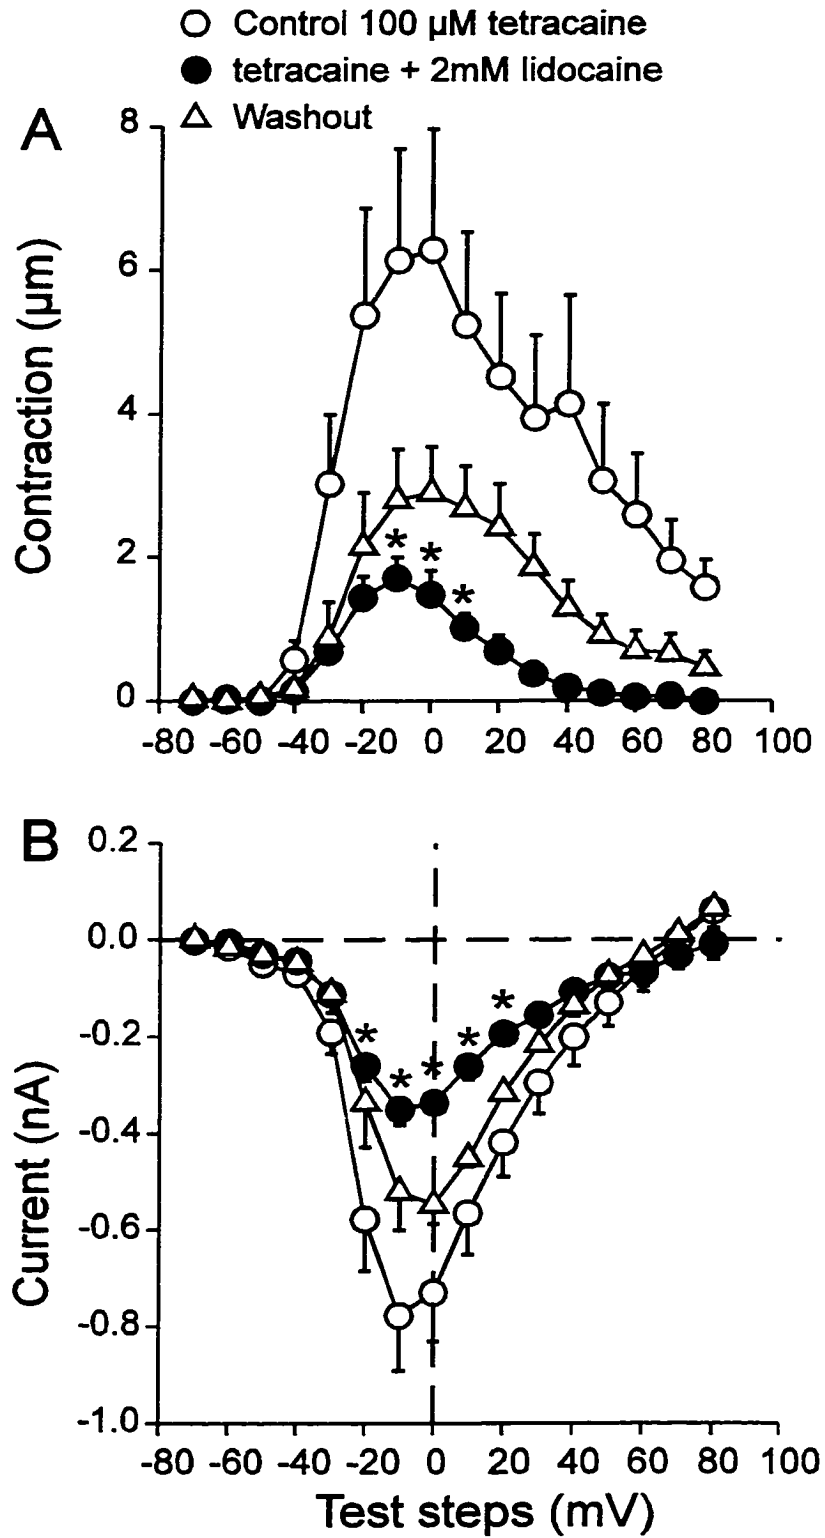 Control 100 µM tetracaine
tetracaine + 2mM lidocaine
Washout
A
8
6
4
2
0
Contraction (µm)
-80 -60 -40 -20 0 20 40 60 80 100
* * *
B
0.2
0.0
-0.2
-0.4
-0.6
-0.8
-1.0
Current (nA)
* * * * *
-80 -60 -40 -20 0 20 40 60 80 100
Test steps (mV)